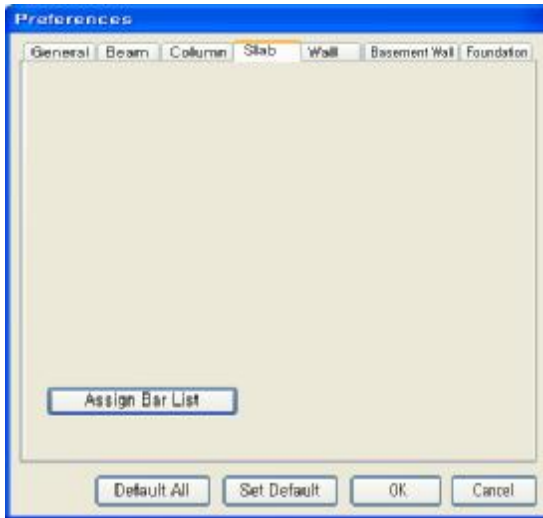 Preferences
General Beam Column Slab Wall Basement Wall Foundation
Assign Bar List
Default All Set Default OK Cancel